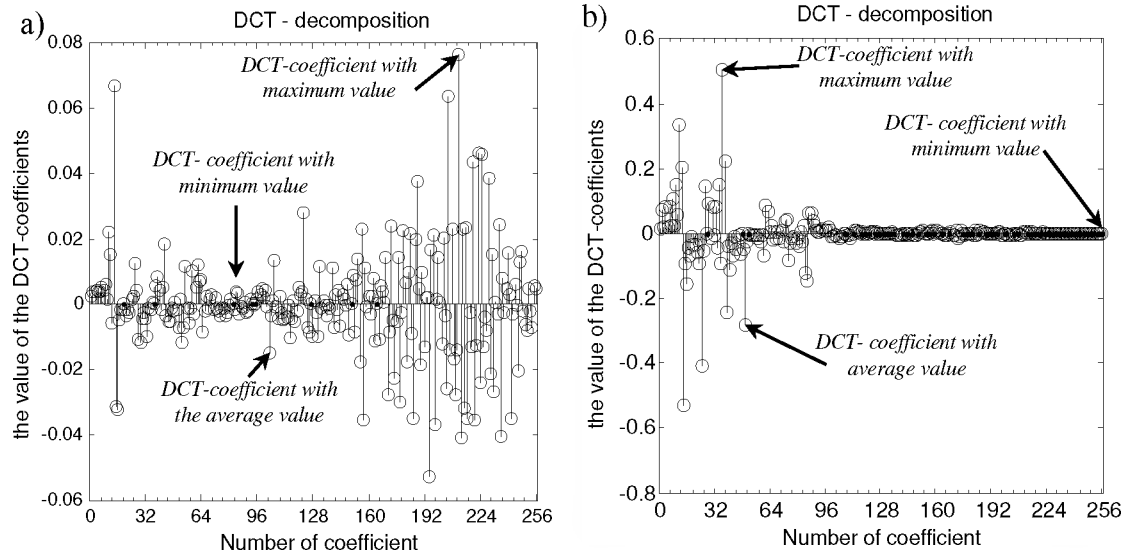 a)
DCT - decomposition
the value of the DCT-coefficients
0.08
0.06
0.04
0.02
0
-0.02
-0.04
-0.06
DCT-coefficient with
maximum value
DCT- coefficient with
minimum value
DCT-coefficient with
the average value
0 32 64 96 128 160 192 224 256
Number of coefficient
b)
DCT - decomposition
the value of the DCT-coefficients
0.6
0.4
0.2
0
-0.2
-0.4
-0.6
-0.8
DCT-coefficient with
maximum value
DCT- coefficient with
minimum value
DCT- coefficient with
average value
0 32 64 96 128 160 192 224 256
Number of coefficient